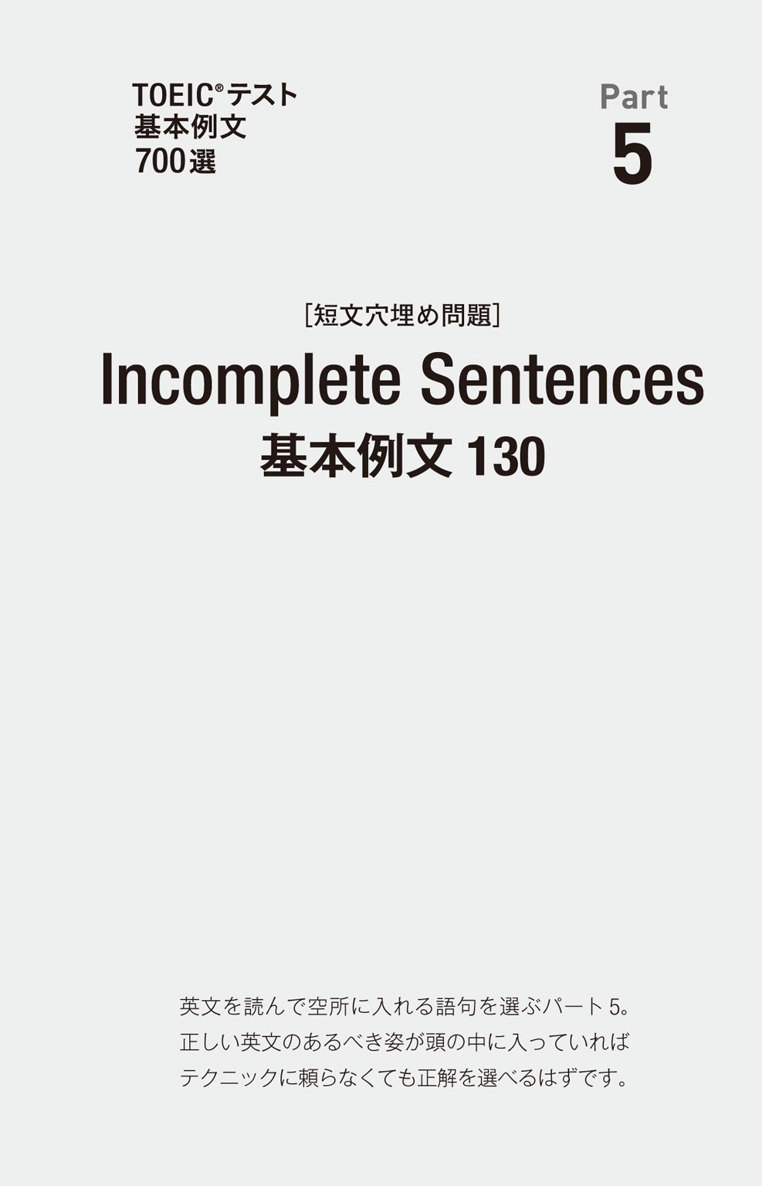 TOEIC®テスト
基本例文
700選
Part
5
［短文穴埋め問題］
Incomplete Sentences
基本例文 130
英文を読んで空所に入れる語句を選ぶパート 5。
正しい英文のあるべき姿が頭の中に入っていれば
テクニックに頼らなくても正解を選べるはずです。